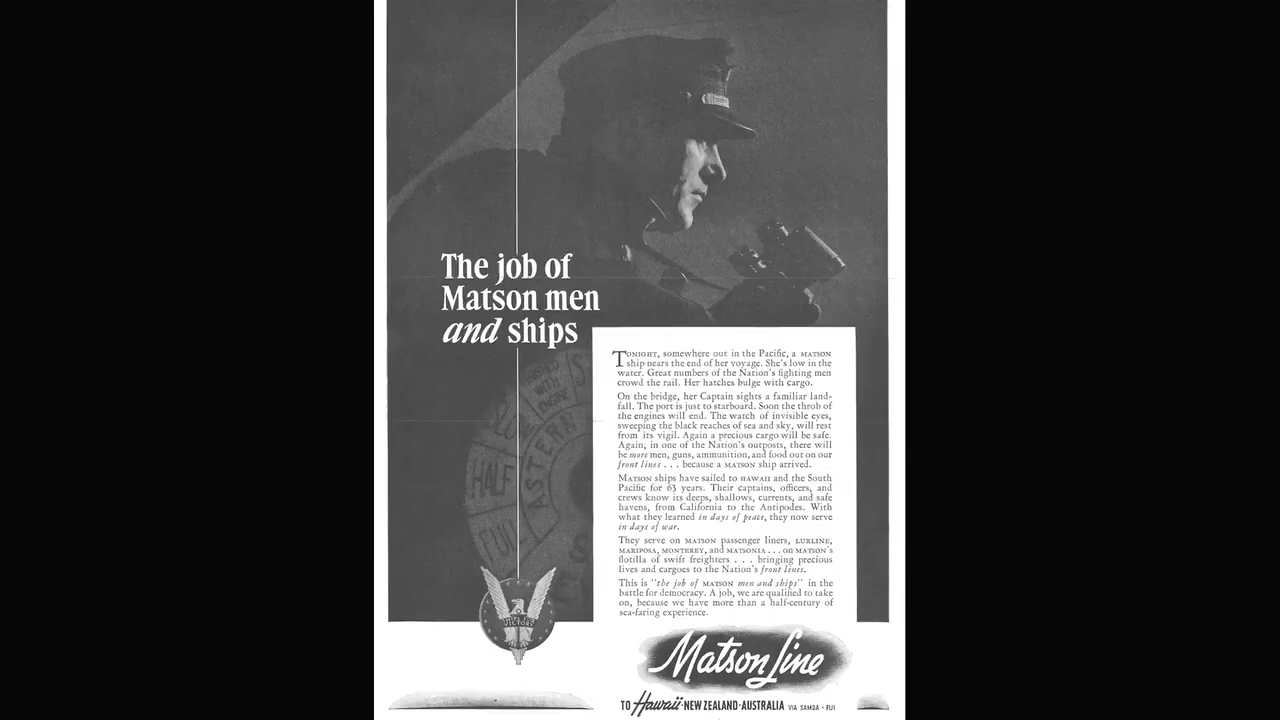 The job of
Matson men
and ships
TONIGHT, somewhere out in the Pacific, a MATSON
ship nears the end of her voyage. She's low in the
water. Great numbers of the Nation's fighting men
crowd the rail. Her hatches bulge with cargo.
On the bridge, her Captain sights a familiar land-
fall. The port is just to starboard. Soon the throb of
the engines will end. The watch of invisible eyes,
sweeping the black reaches of sea and sky, will rest
from its vigil. Again a precious cargo will be safe.
Again, in one of the Nation's outposts, there will
be more men, guns, ammunition, and food out on our
front lines . . . because a MATSON ship arrived.
MATSON ships have sailed to HAWAII and the South
Pacific for 63 years. Their captains, officers, and
crews know its deeps, shallows, currents, and safe
havens, from California to the Antipodes. With
what they learned in days of peace, they now serve
in days of war.
They serve on MATSON passenger liners, LURLINE,
MARIPOSA, MONTEREY, and MATSONIA . . . on MATSON'S
flotilla of swift freighters . . . bringing precious
lives and cargoes to the Nation's front lines.
This is "the job of MATSON men and ships" in the
battle for democracy. A job, we are qualified to take
on, because we have more than a half-century of
sea-faring experience.
FINISHED
WITH
ENGINE
SLOW
HALF
FULL
ASTERN
VICTORY
Matson Line
TO Hawaii · NEW ZEALAND · AUSTRALIA VIA SAMOA · FIJI